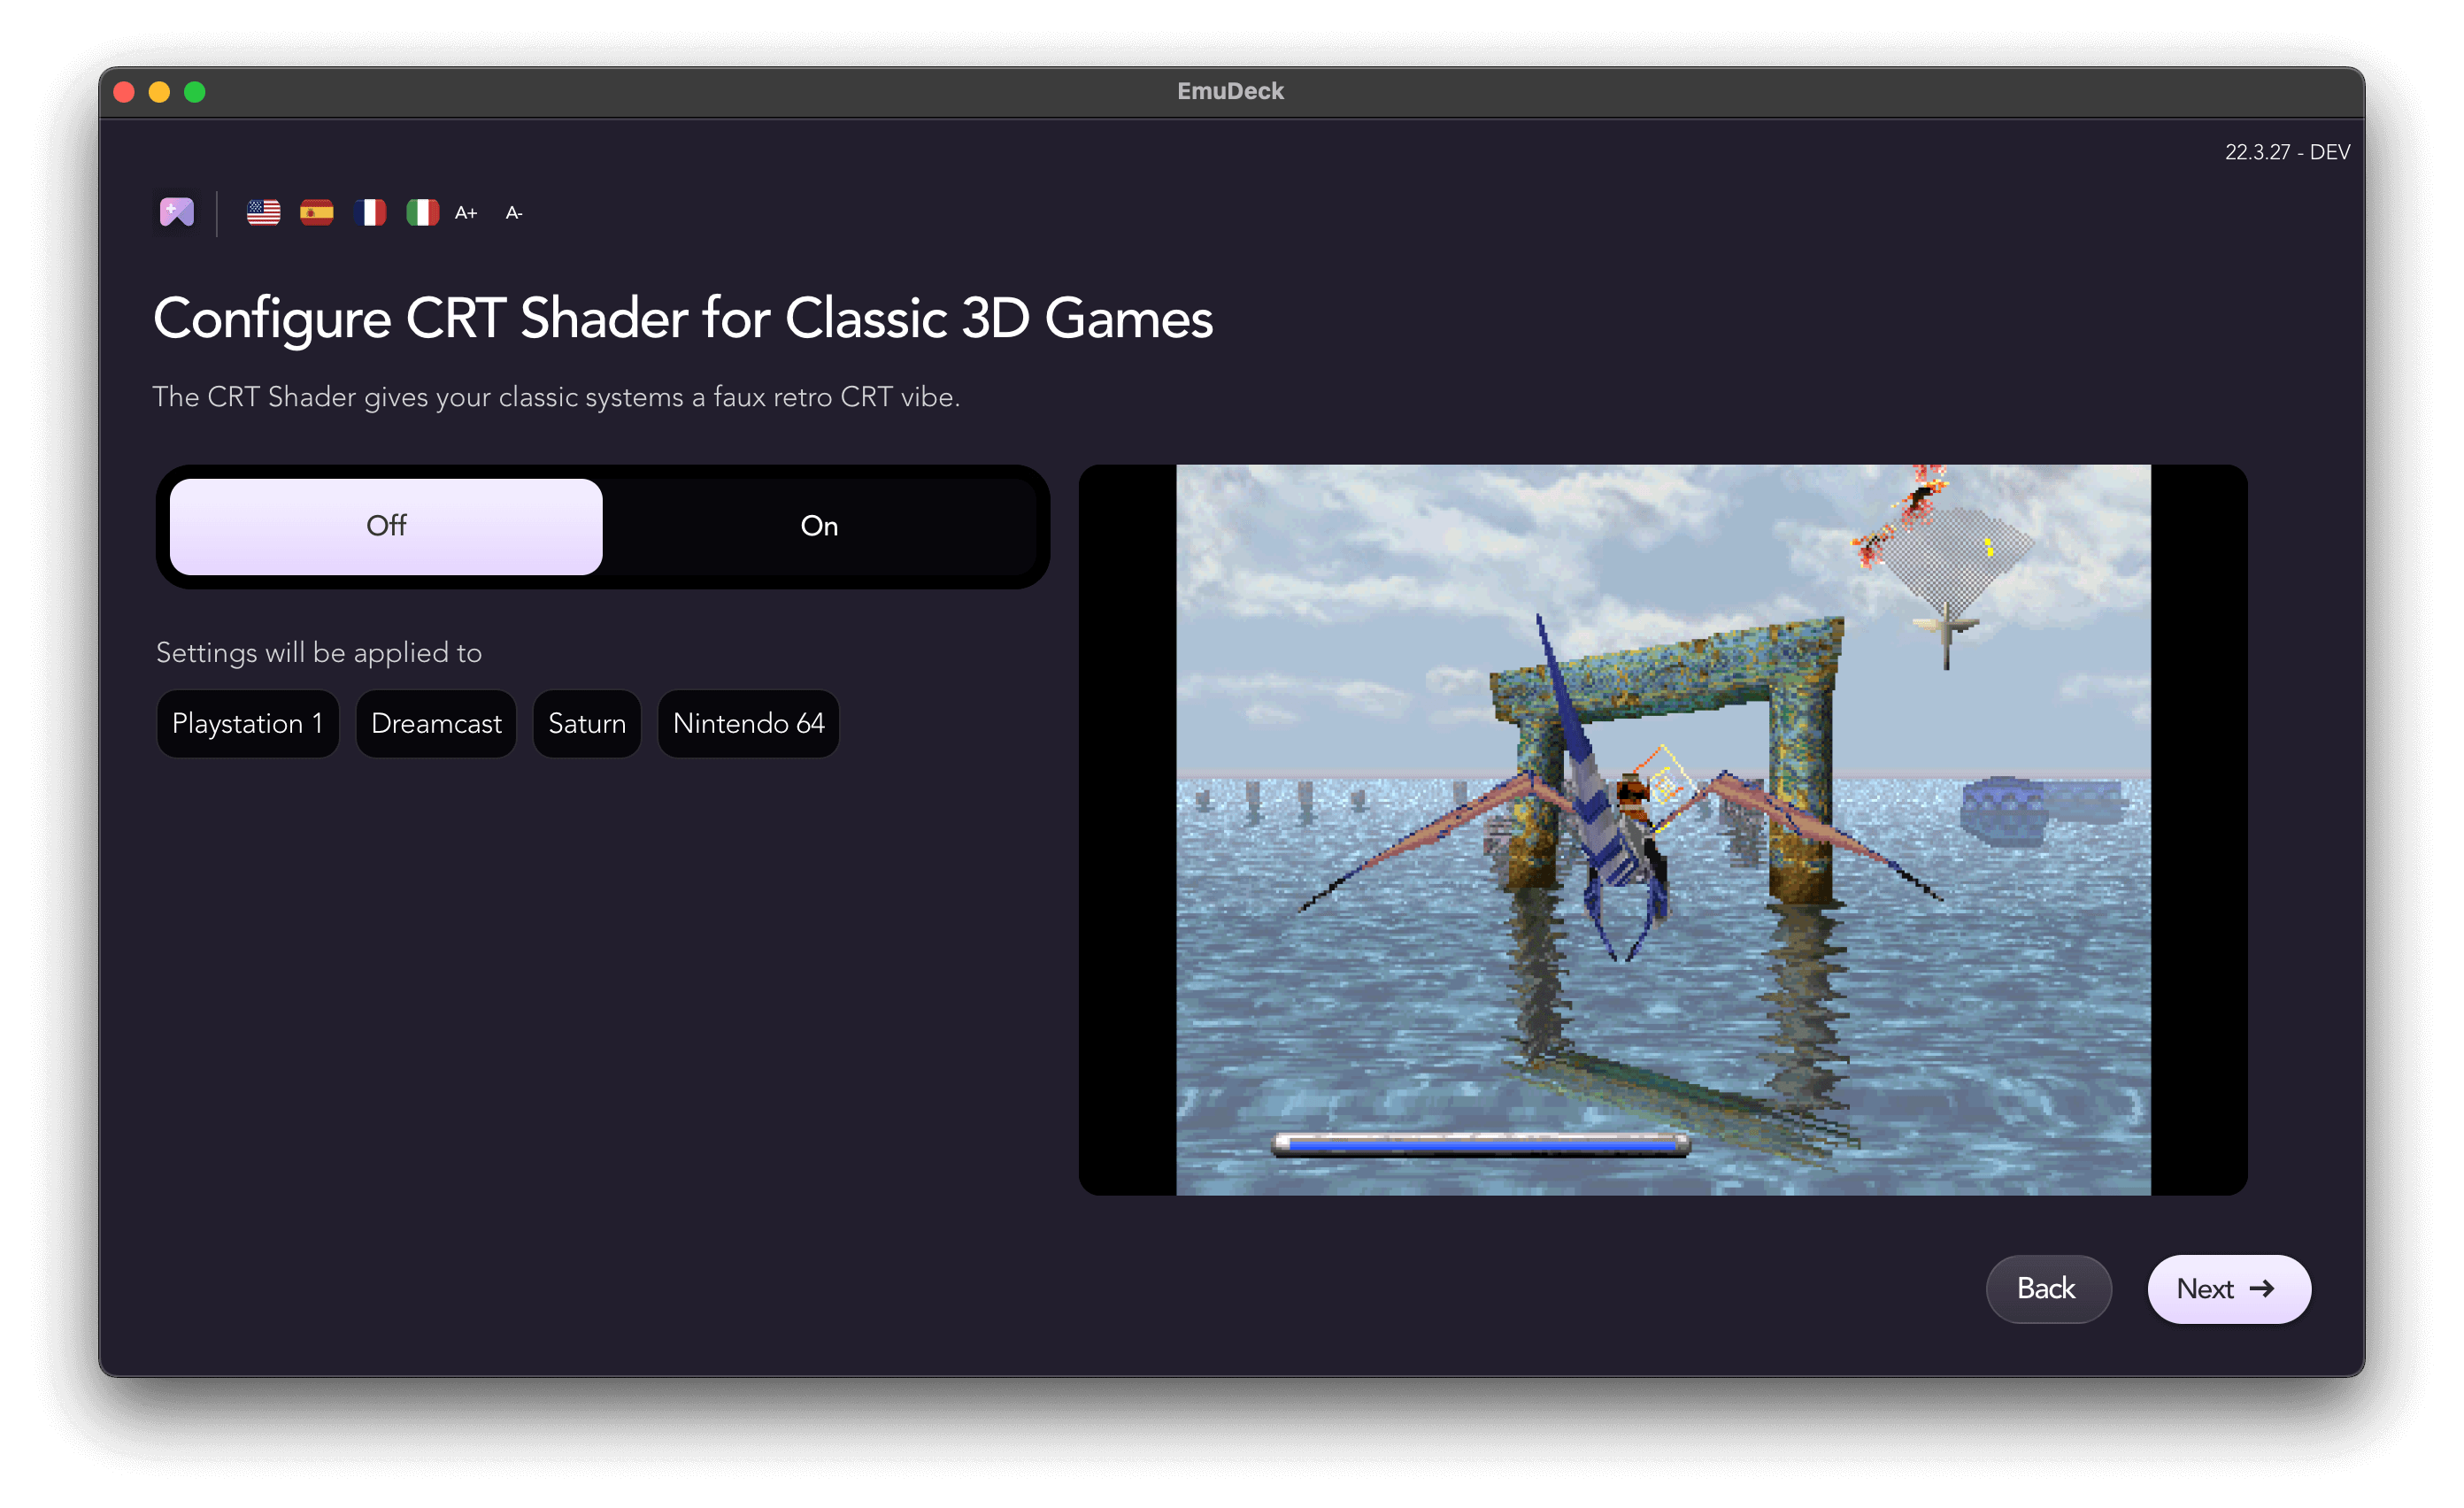 EmuDeck
22.3.27 - DEV
A+ A-
Configure CRT Shader for Classic 3D Games
The CRT Shader gives your classic systems a faux retro CRT vibe.
Off On
Settings will be applied to
Playstation 1 Dreamcast Saturn Nintendo 64
Back Next →